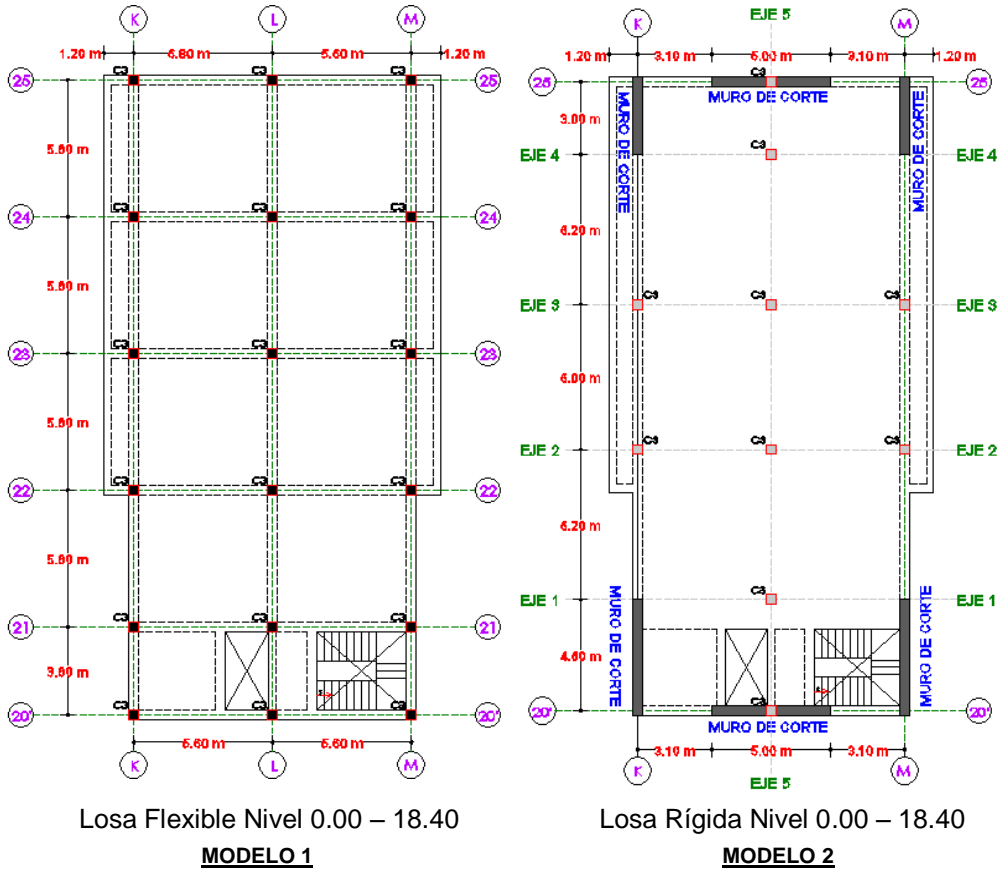 K
L
M
1.20 m
5.60 m
5.60 m
1.20 m
25
C3
C3
C3
25
5.60 m
24
C3
C3
C3
24
5.60 m
23
C3
C3
C3
23
5.60 m
22
C3
C3
C3
22
5.60 m
21
C3
C3
C3
21
3.60 m
20'
C3
C3
C3
20'
5.60 m
5.60 m
K
L
M
Losa Flexible Nivel 0.00 – 18.40
MODELO 1
EJE 5
K
M
1.20 m
3.10 m
5.00 m
3.10 m
1.20 m
C3
25
25
MURO DE CORTE
MURO DE CORTE
MURO DE CORTE
3.00 m
EJE 4
C3
EJE 4
6.20 m
EJE 3
C3
C3
C3
EJE 3
6.00 m
EJE 2
C3
C3
C3
EJE 2
6.20 m
EJE 1
C3
EJE 1
MURO DE CORTE
MURO DE CORTE
4.60 m
20'
C3
20'
MURO DE CORTE
3.10 m
5.00 m
3.10 m
K
M
EJE 5
Losa Rígida Nivel 0.00 – 18.40
MODELO 2